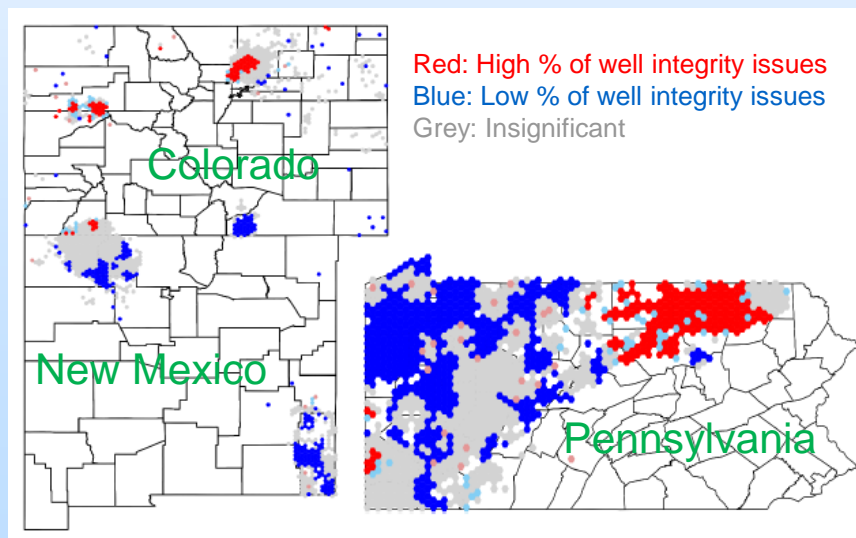 Red: High % of well integrity issues
Blue: Low % of well integrity issues
Grey: Insignificant
Colorado
New Mexico
Pennsylvania